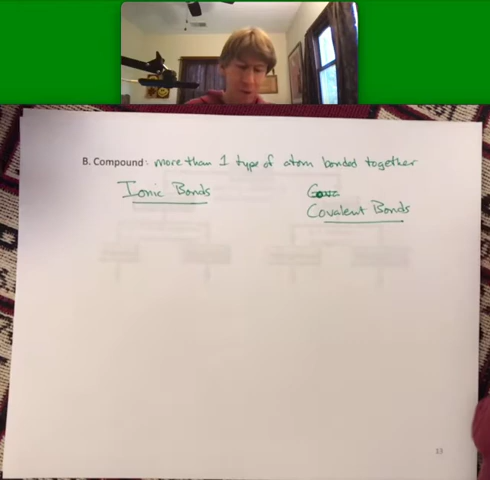 B. Compound: more than 1 type of atom bonded together
Ionic Bonds
Covalent Bonds
13